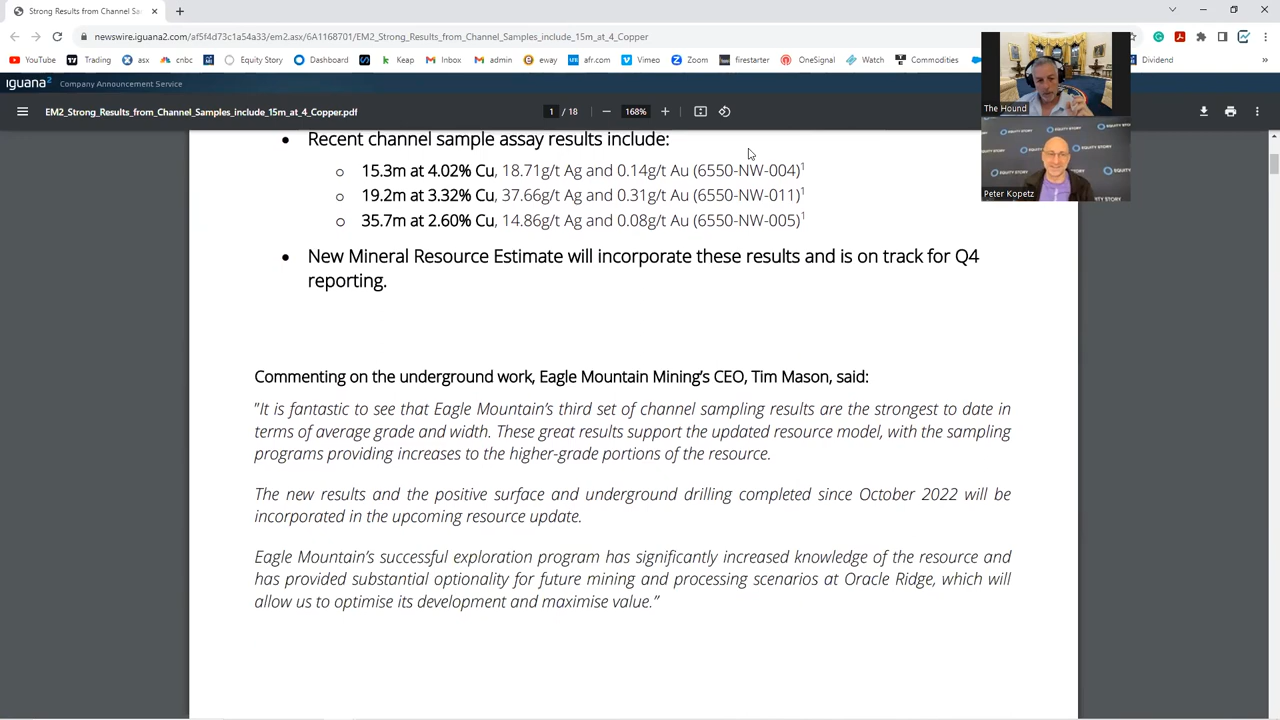 Strong Results from Channel Sa
newswire.iguana2.com/af5f4d73c1a54a33/em2.asx/6A1168701/EM2_Strong_Results_from_Channel_Samples_include_15m_at_4_Copper
YouTube Trading asx cnbc Equity Story Dashboard Keap Inbox admin eway afr.com Vimeo Zoom firestarter OneSignal Watch Commodities Dividend »
iguana² Company Announcement Service
EM2_Strong_Results_from_Channel_Samples_include_15m_at_4_Copper.pdf 1 / 18 168%
The Hound
EQUITY STORY
Peter Kopetz
• Recent channel sample assay results include:
○ 15.3m at 4.02% Cu, 18.71g/t Ag and 0.14g/t Au (6550-NW-004)¹
○ 19.2m at 3.32% Cu, 37.66g/t Ag and 0.31g/t Au (6550-NW-011)¹
○ 35.7m at 2.60% Cu, 14.86g/t Ag and 0.08g/t Au (6550-NW-005)¹
• New Mineral Resource Estimate will incorporate these results and is on track for Q4
reporting.
Commenting on the underground work, Eagle Mountain Mining's CEO, Tim Mason, said:
"It is fantastic to see that Eagle Mountain's third set of channel sampling results are the strongest to date in
terms of average grade and width. These great results support the updated resource model, with the sampling
programs providing increases to the higher-grade portions of the resource.
The new results and the positive surface and underground drilling completed since October 2022 will be
incorporated in the upcoming resource update.
Eagle Mountain's successful exploration program has significantly increased knowledge of the resource and
has provided substantial optionality for future mining and processing scenarios at Oracle Ridge, which will
allow us to optimise its development and maximise value."